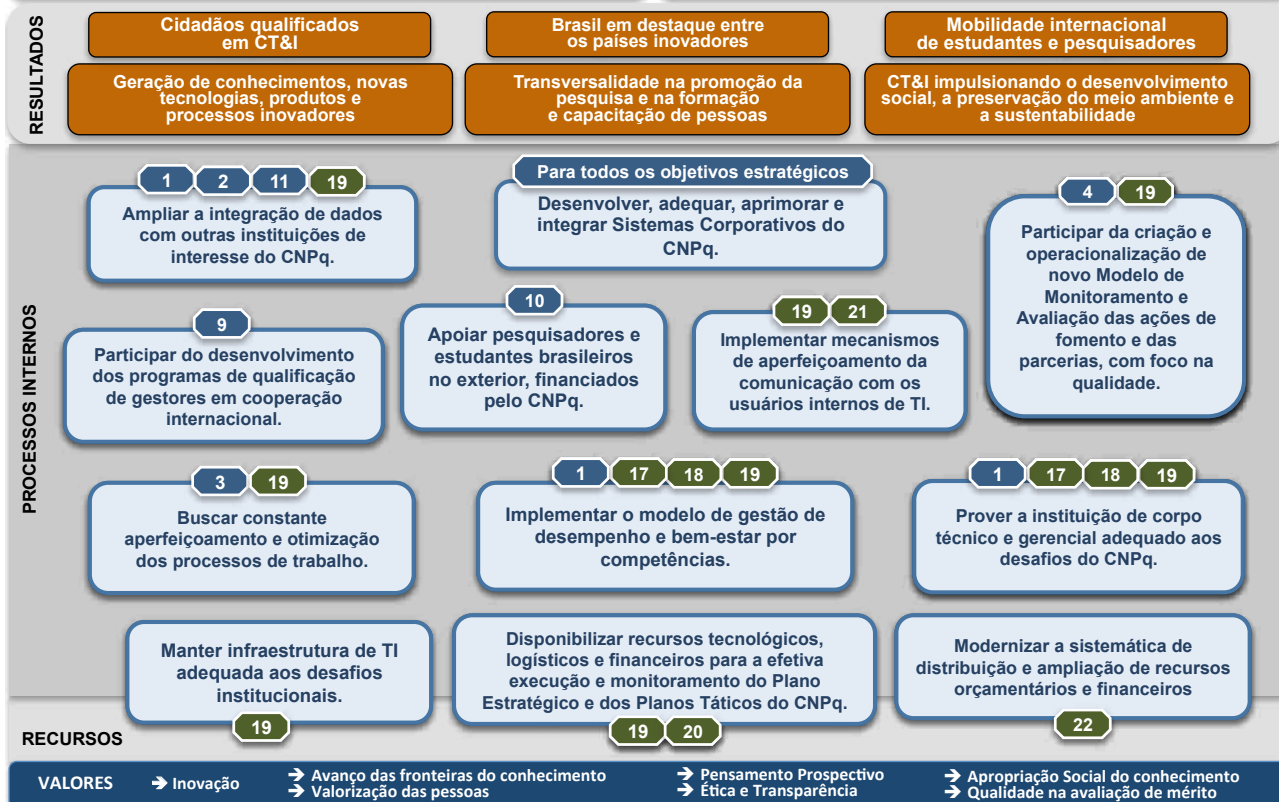 RESULTADOS
Cidadãos qualificados
em CT&I
Brasil em destaque entre
os países inovadores
Mobilidade internacional
de estudantes e pesquisadores
Geração de conhecimentos, novas
tecnologias, produtos e
processos inovadores
Transversalidade na promoção da
pesquisa e na formação
e capacitação de pessoas
CT&I impulsionando o desenvolvimento
social, a preservação do meio ambiente e
a sustentabilidade
PROCESSOS INTERNOS
1 2 11 19
Ampliar a integração de dados
com outras instituições de
interesse do CNPq.
Para todos os objetivos estratégicos
Desenvolver, adequar, aprimorar e
integrar Sistemas Corporativos do
CNPq.
4 19
Participar da criação e
operacionalização de
novo Modelo de
Monitoramento e
Avaliação das ações de
fomento e das
parcerias, com foco na
qualidade.
9
Participar do desenvolvimento
dos programas de qualificação
de gestores em cooperação
internacional.
10
Apoiar pesquisadores e
estudantes brasileiros
no exterior, financiados
pelo CNPq.
19 21
Implementar mecanismos
de aperfeiçoamento da
comunicação com os
usuários internos de TI.
3 19
Buscar constante
aperfeiçoamento e otimização
dos processos de trabalho.
1 17 18 19
Implementar o modelo de gestão de
desempenho e bem-estar por
competências.
1 17 18 19
Prover a instituição de corpo
técnico e gerencial adequado aos
desafios do CNPq.
Manter infraestrutura de TI
adequada aos desafios
institucionais.
19
Disponibilizar recursos tecnológicos,
logísticos e financeiros para a efetiva
execução e monitoramento do Plano
Estratégico e dos Planos Táticos do CNPq.
19 20
Modernizar a sistemática de
distribuição e ampliação de recursos
orçamentários e financeiros
22
RECURSOS
VALORES
➔ Inovação
➔ Avanço das fronteiras do conhecimento
➔ Valorização das pessoas
➔ Pensamento Prospectivo
➔ Ética e Transparência
➔ Apropriação Social do conhecimento
➔ Qualidade na avaliação de mérito